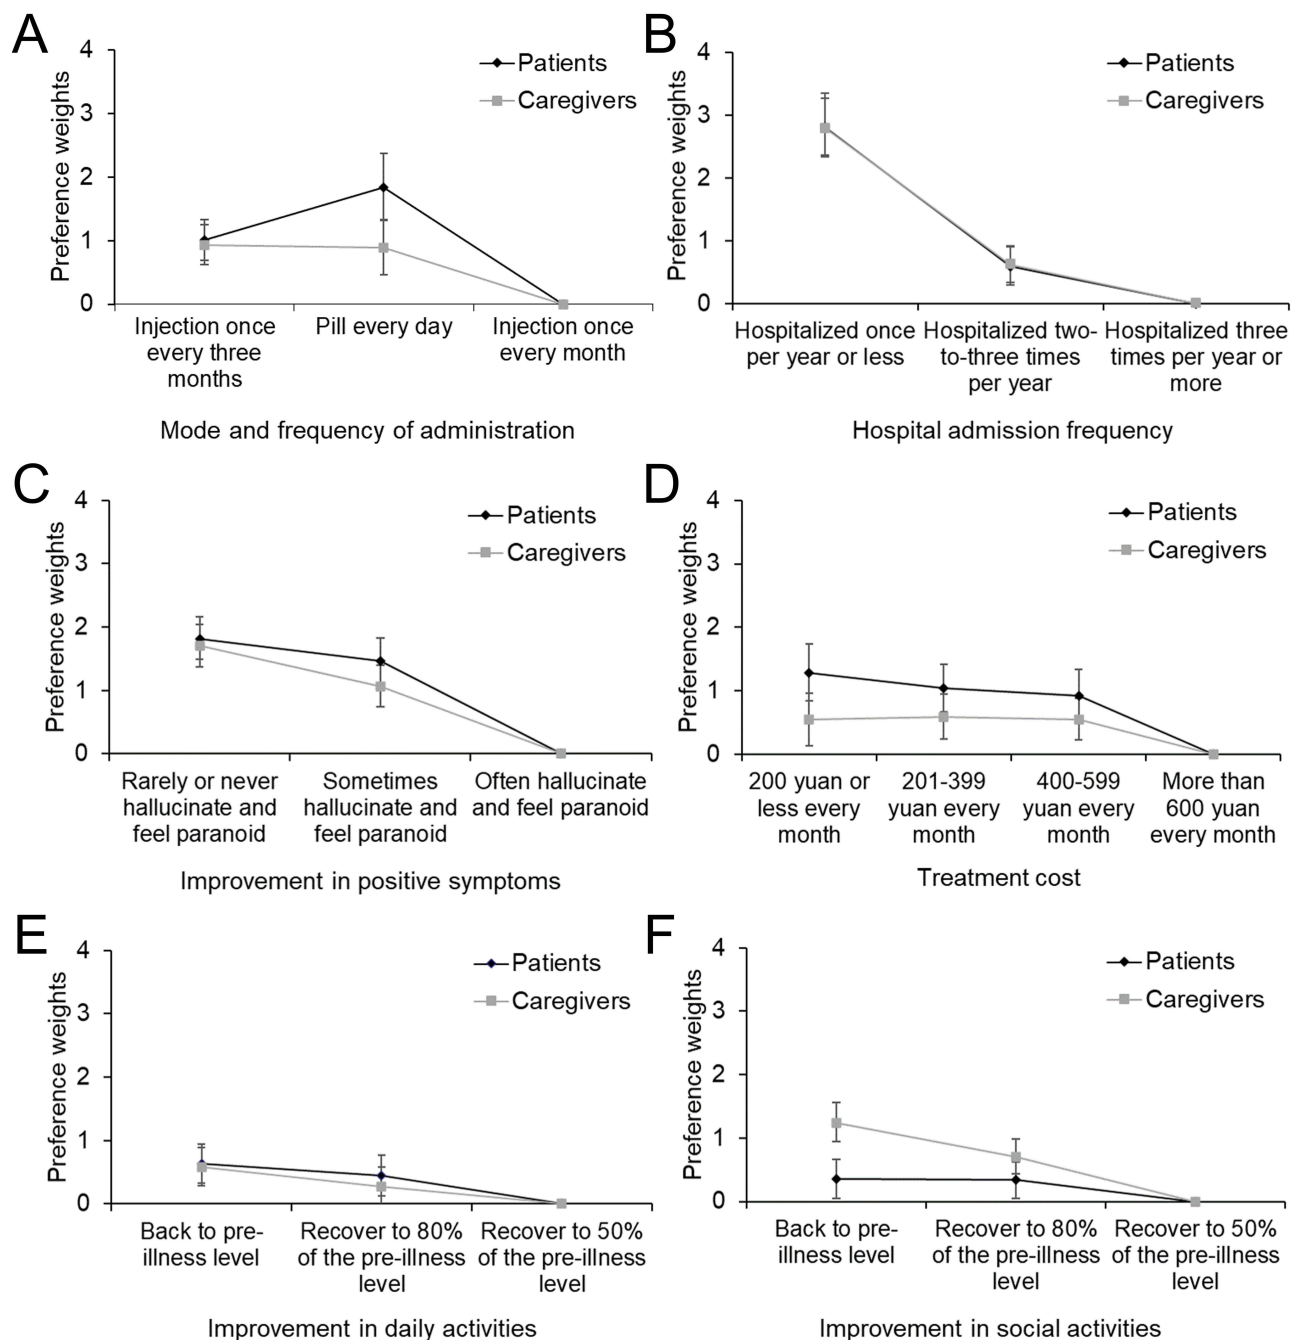 A
Preference weights
4
3
2
1
0
Patients
Caregivers
Injection once
every three
months
Pill every day
Injection once
every month
Mode and frequency of administration
B
Preference weights
4
3
2
1
0
Patients
Caregivers
Hospitalized once
per year or less
Hospitalized two-
to-three times
per year
Hospitalized three
times per year or
more
Hospital admission frequency
C
Preference weights
4
3
2
1
0
Patients
Caregivers
Rarely or never
hallucinate and
feel paranoid
Sometimes
hallucinate and
feel paranoid
Often hallucinate
and feel paranoid
Improvement in positive symptoms
D
Preference weights
4
3
2
1
0
Patients
Caregivers
200 yuan or
less every
month
201-399
yuan every
month
400-599
yuan every
month
More than
600 yuan
every month
Treatment cost
E
Preference weights
4
3
2
1
0
Patients
Caregivers
Back to pre-
illness level
Recover to 80%
of the pre-illness
level
Recover to 50%
of the pre-illness
level
Improvement in daily activities
F
Preference weights
4
3
2
1
0
Patients
Caregivers
Back to pre-
illness level
Recover to 80%
of the pre-illness
level
Recover to 50%
of the pre-illness
level
Improvement in social activities